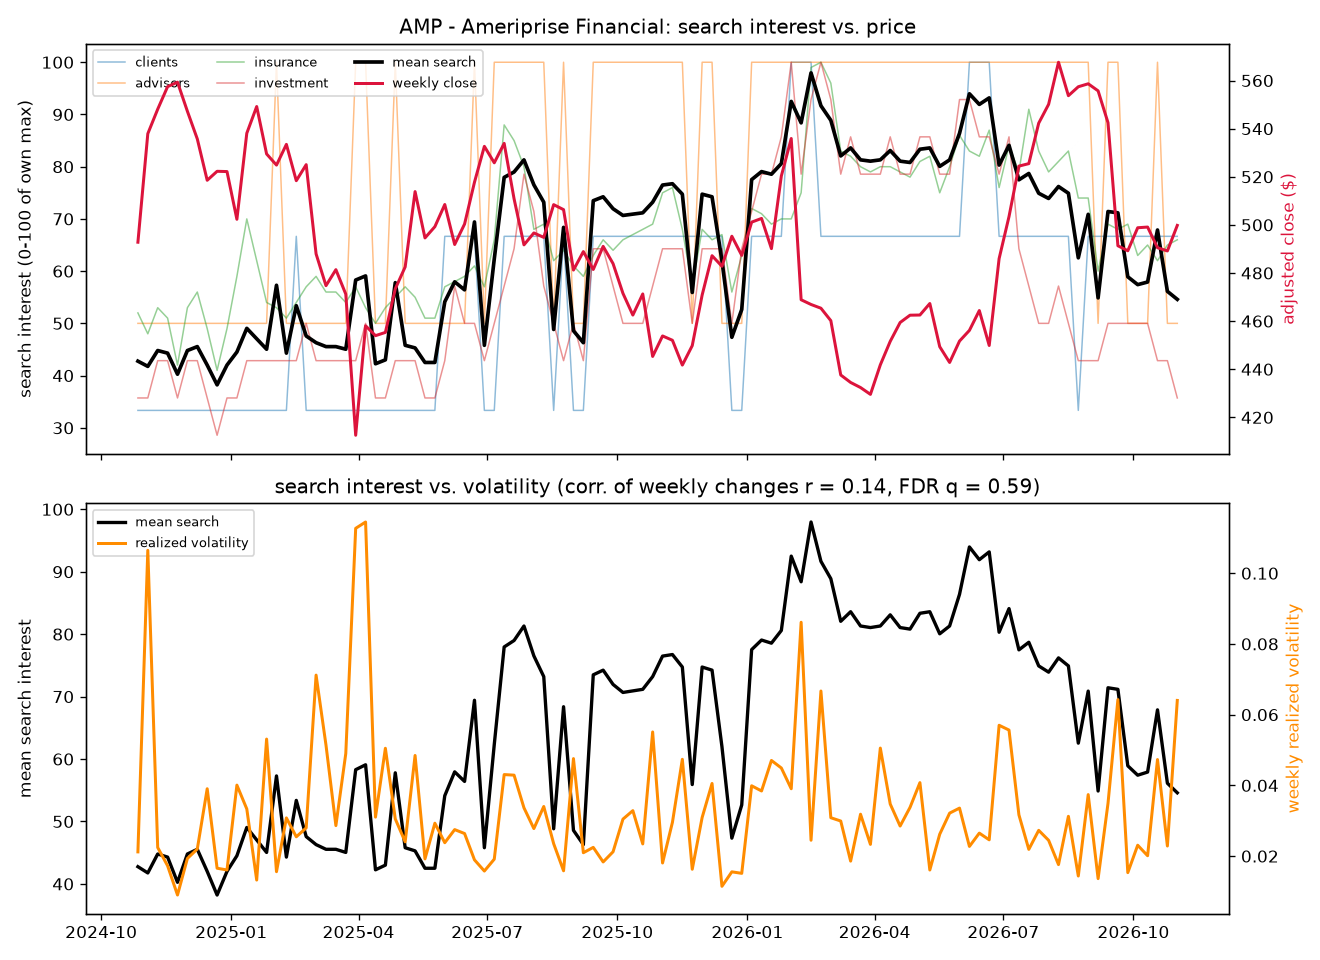 AMP - Ameriprise Financial: search interest vs. price
clients
advisors
insurance
investment
mean search
weekly close
100
90
80
70
60
50
40
30
search interest (0-100 of own max)
560
540
520
500
480
460
440
420
adjusted close ($)
search interest vs. volatility (corr. of weekly changes r = 0.14, FDR q = 0.59)
mean search
realized volatility
100
90
80
70
60
50
40
mean search interest
0.10
0.08
0.06
0.04
0.02
weekly realized volatility
2024-10
2025-01
2025-04
2025-07
2025-10
2026-01
2026-04
2026-07
2026-10